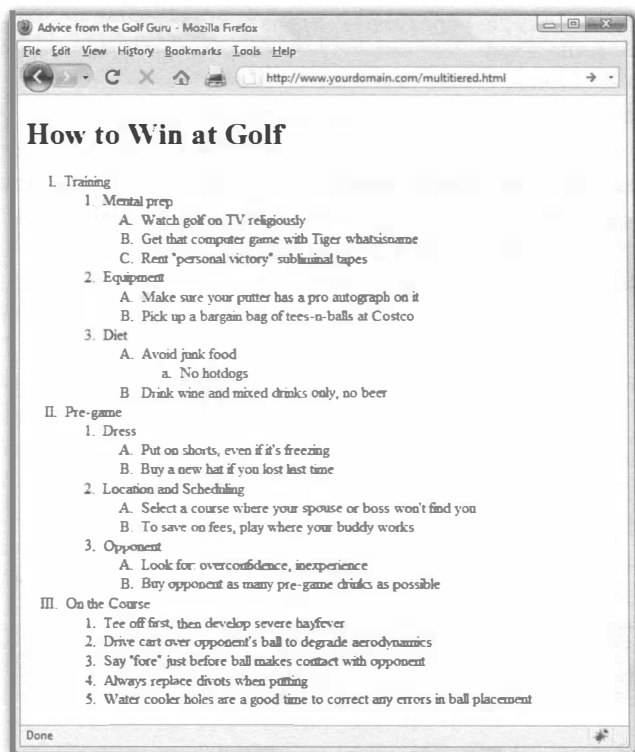 Advice from the Golf Guru - Mozilla Firefox
File Edit View History Bookmarks Tools Help
http://www.yourdomain.com/multitiered.html
How to Win at Golf
I. Training
1. Mental prep
A. Watch golf on TV religiously
B. Get that computer game with Tiger whatsisname
C. Rent "personal victory" subliminal tapes
2. Equipment
A. Make sure your putter has a pro autograph on it
B. Pick up a bargain bag of tees-n-balls at Costco
3. Diet
A. Avoid junk food
a. No hotdogs
B Drink wine and mixed drinks only, no beer
II. Pre-game
1. Dress
A. Put on shorts, even if it's freezing
B. Buy a new hat if you lost last time
2. Location and Scheduling
A. Select a course where your spouse or boss won't find you
B. To save on fees, play where your buddy works
3. Opponent
A. Look for: overconfidence, inexperience
B. Buy opponent as many pre-game drinks as possible
III. On the Course
1. Tee off first, then develop severe hayfever
2. Drive cart over opponent's ball to degrade aerodynamics
3. Say "fore" just before ball makes contact with opponent
4. Always replace divots when putting
5. Water cooler holes are a good time to correct any errors in ball placement
Done